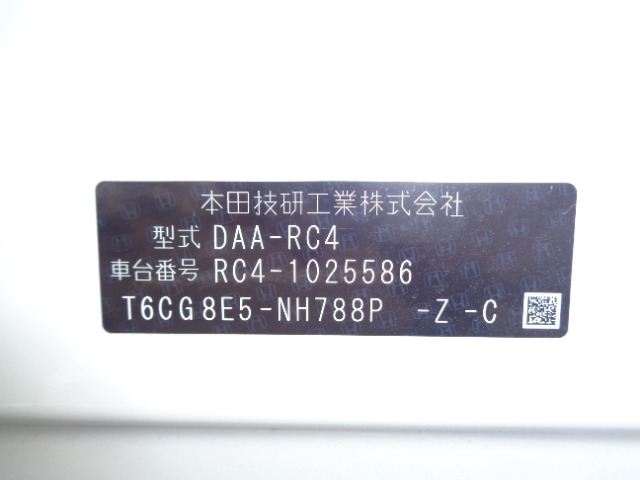 本田技研工業株式会社
型式 DAA-RC4
車台番号 RC4-1025586
T6CG8E5-NH788P -Z-C